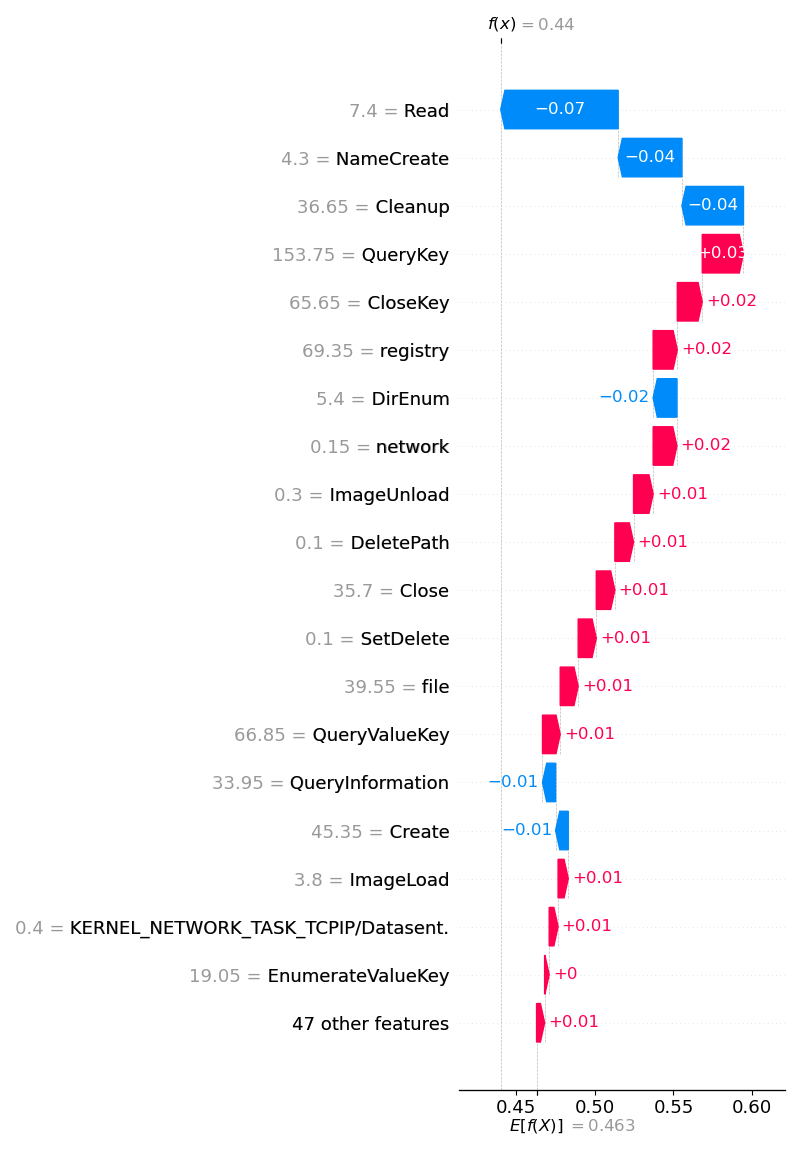 f(x) = 0.44
7.4 = Read −0.07
4.3 = NameCreate −0.04
36.65 = Cleanup −0.04
153.75 = QueryKey +0.03
65.65 = CloseKey +0.02
69.35 = registry +0.02
5.4 = DirEnum −0.02
0.15 = network +0.02
0.3 = ImageUnload +0.01
0.1 = DeletePath +0.01
35.7 = Close +0.01
0.1 = SetDelete +0.01
39.55 = file +0.01
66.85 = QueryValueKey +0.01
33.95 = QueryInformation −0.01
45.35 = Create −0.01
3.8 = ImageLoad +0.01
0.4 = KERNEL_NETWORK_TASK_TCPIP/Datasent. +0.01
19.05 = EnumerateValueKey +0
47 other features +0.01
0.45 0.50 0.55 0.60
E[f(X)] = 0.463